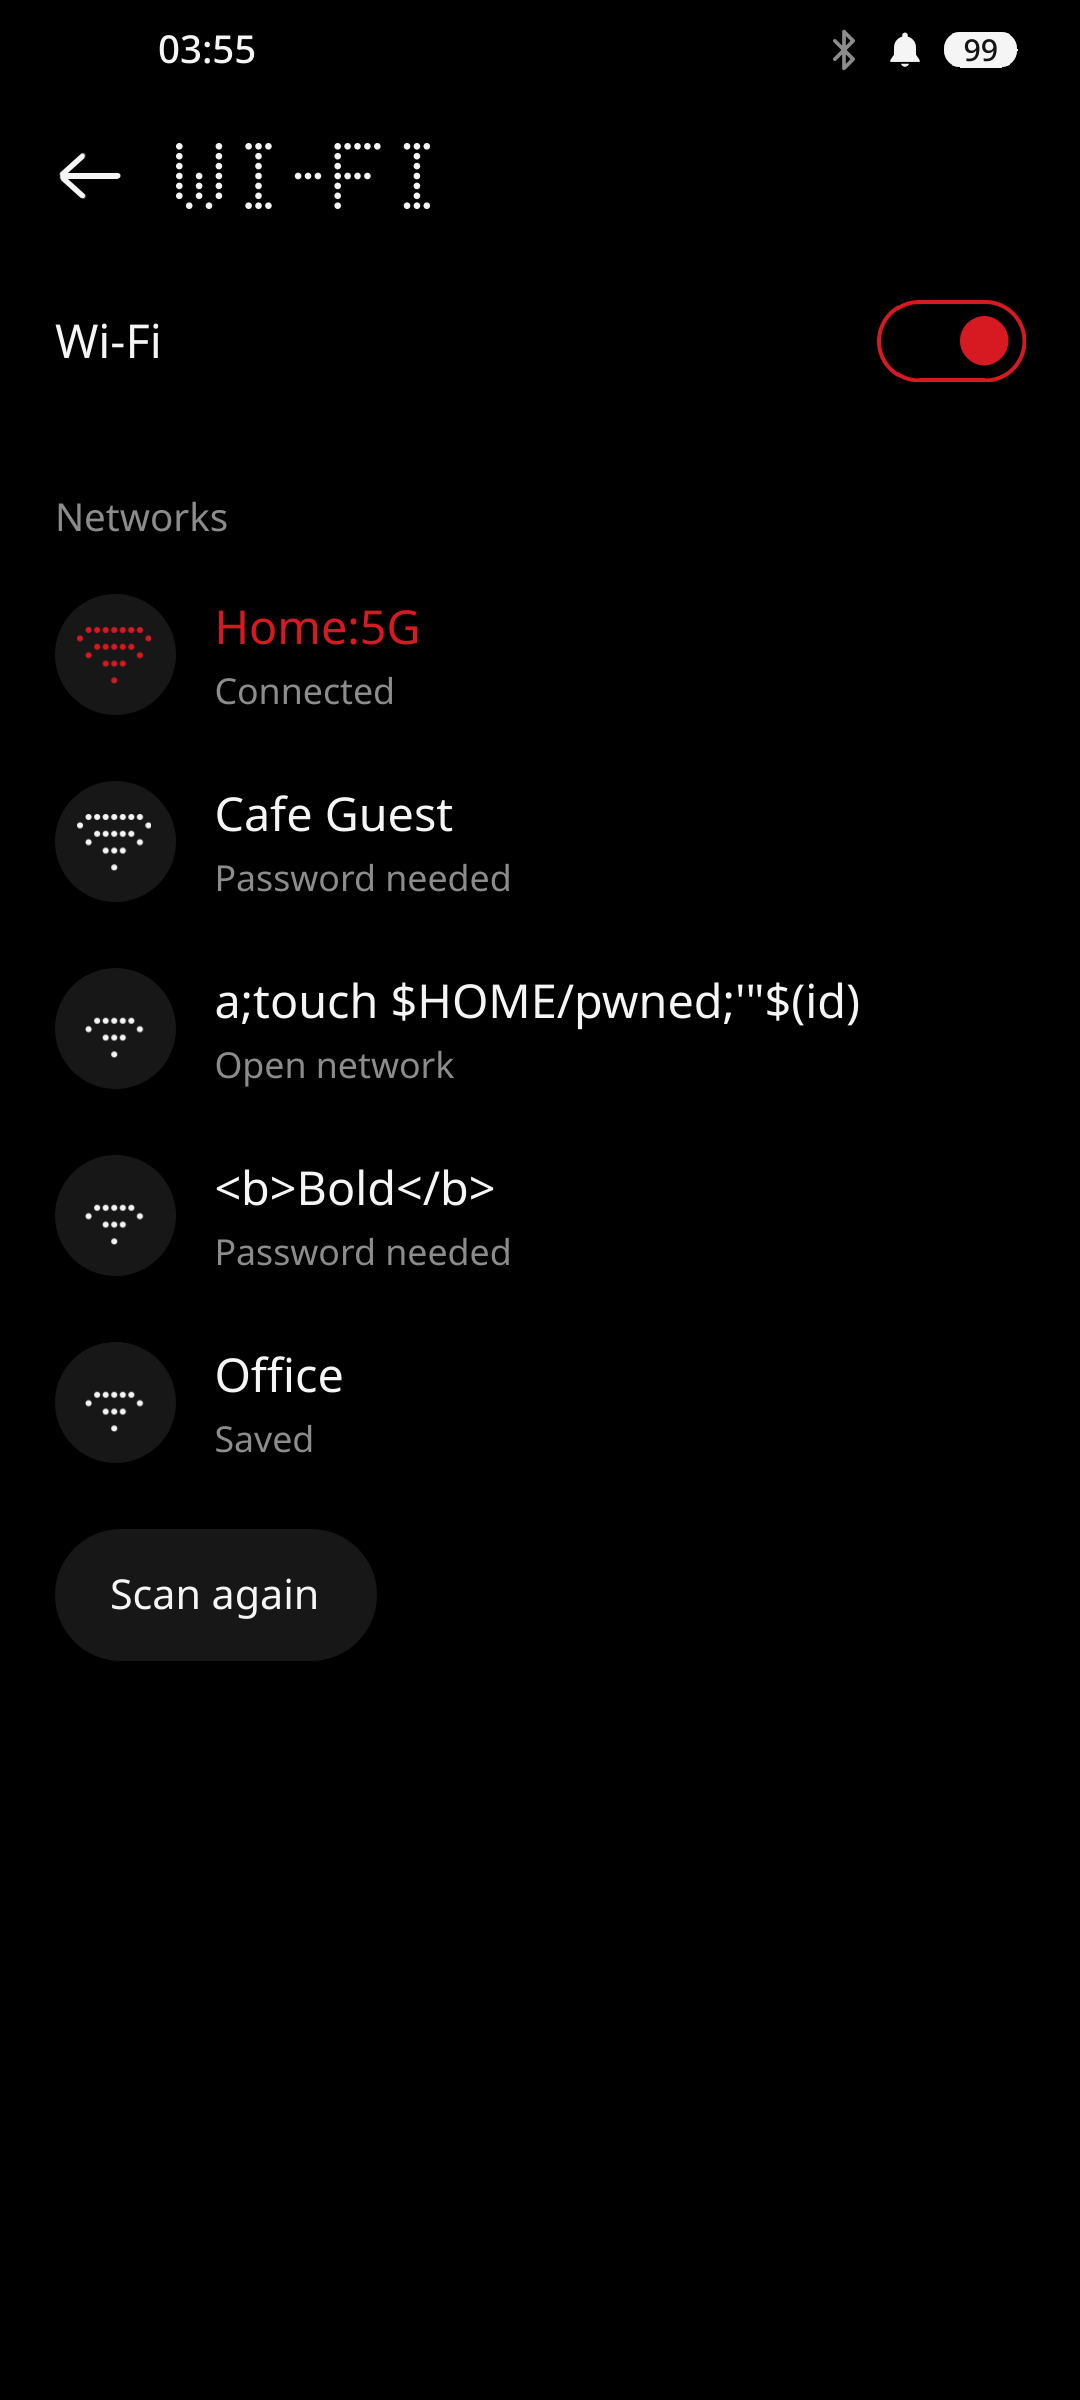 03:55
99
WI-FI
Wi-Fi
Networks
Home:5G
Connected
Cafe Guest
Password needed
a;touch $HOME/pwned;'"$(id)
Open network
<b>Bold</b>
Password needed
Office
Saved
Scan again